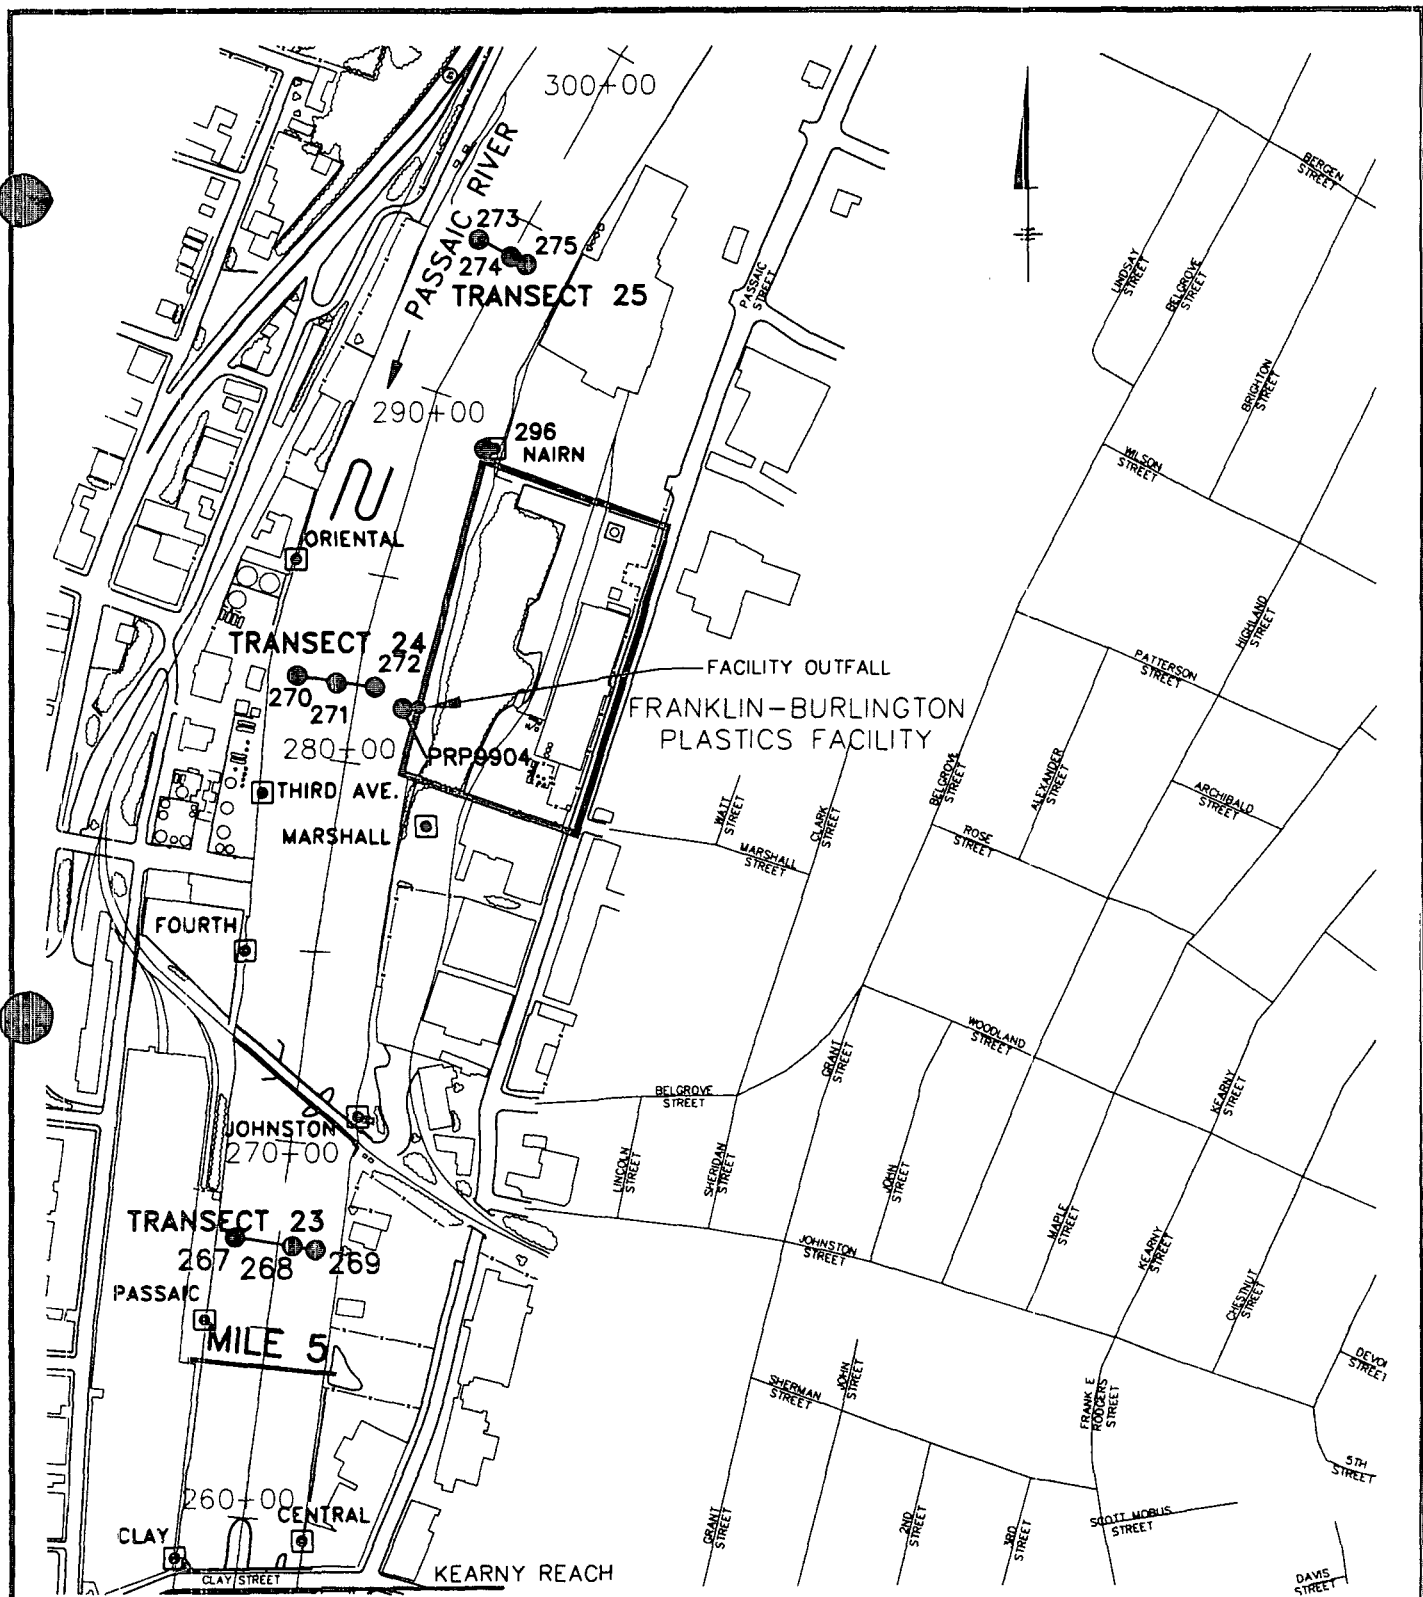 300+00
PASSAIC RIVER
273
275
274
TRANSECT 25
290+00
296
NAIRN
ORIENTAL
TRANSECT 24
272
270
271
280+00
PRP9904
FACILITY OUTFALL
FRANKLIN-BURLINGTON
PLASTICS FACILITY
THIRD AVE.
MARSHALL
FOURTH
JOHNSTON
270+00
TRANSECT 23
267
268
269
PASSAIC
MILE 5
260+00
CENTRAL
CLAY
CLAY STREET
KEARNY REACH
PASSAIC
STREET
BERGEN
STREET
LINDSAY
STREET
BELGROVE
STREET
BRIGHTON
STREET
WILSON
STREET
HIGHLAND
STREET
PATTERSON
STREET
BELGROVE
STREET
ALEXANDER
STREET
ARCHIBALD
STREET
WATT
STREET
CLARK
STREET
ROSE
STREET
MARSHALL
STREET
WOODLAND
STREET
GRANT
STREET
KEARNY
STREET
BELGROVE
STREET
LINCOLN
STREET
SHERIDAN
STREET
JOHN
STREET
MAPLE
STREET
KEARNY
STREET
JOHNSTON
STREET
CHESTNUT
STREET
DEVO
STREET
SHERMAN
STREET
JOHN
STREET
FRANK E
RODGERS
STREET
5TH
STREET
GRANT
STREET
2ND
STREET
3RD
STREET
SCOTT MOBUS
STREET
DAVIS
STREET